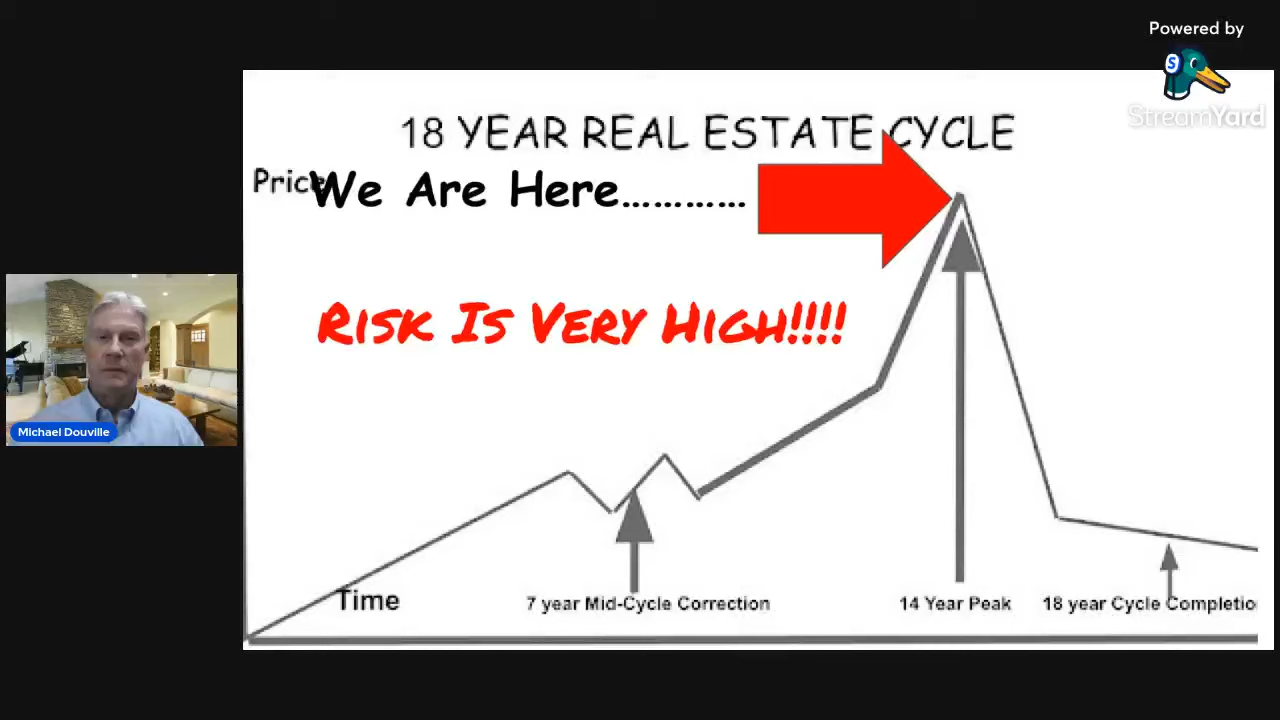 Powered by
S
StreamYard
18 YEAR REAL ESTATE CYCLE
Price
We Are Here............
Risk Is Very High!!!!
Michael Douville
Time
7 year Mid-Cycle Correction
14 Year Peak
18 year Cycle Completio